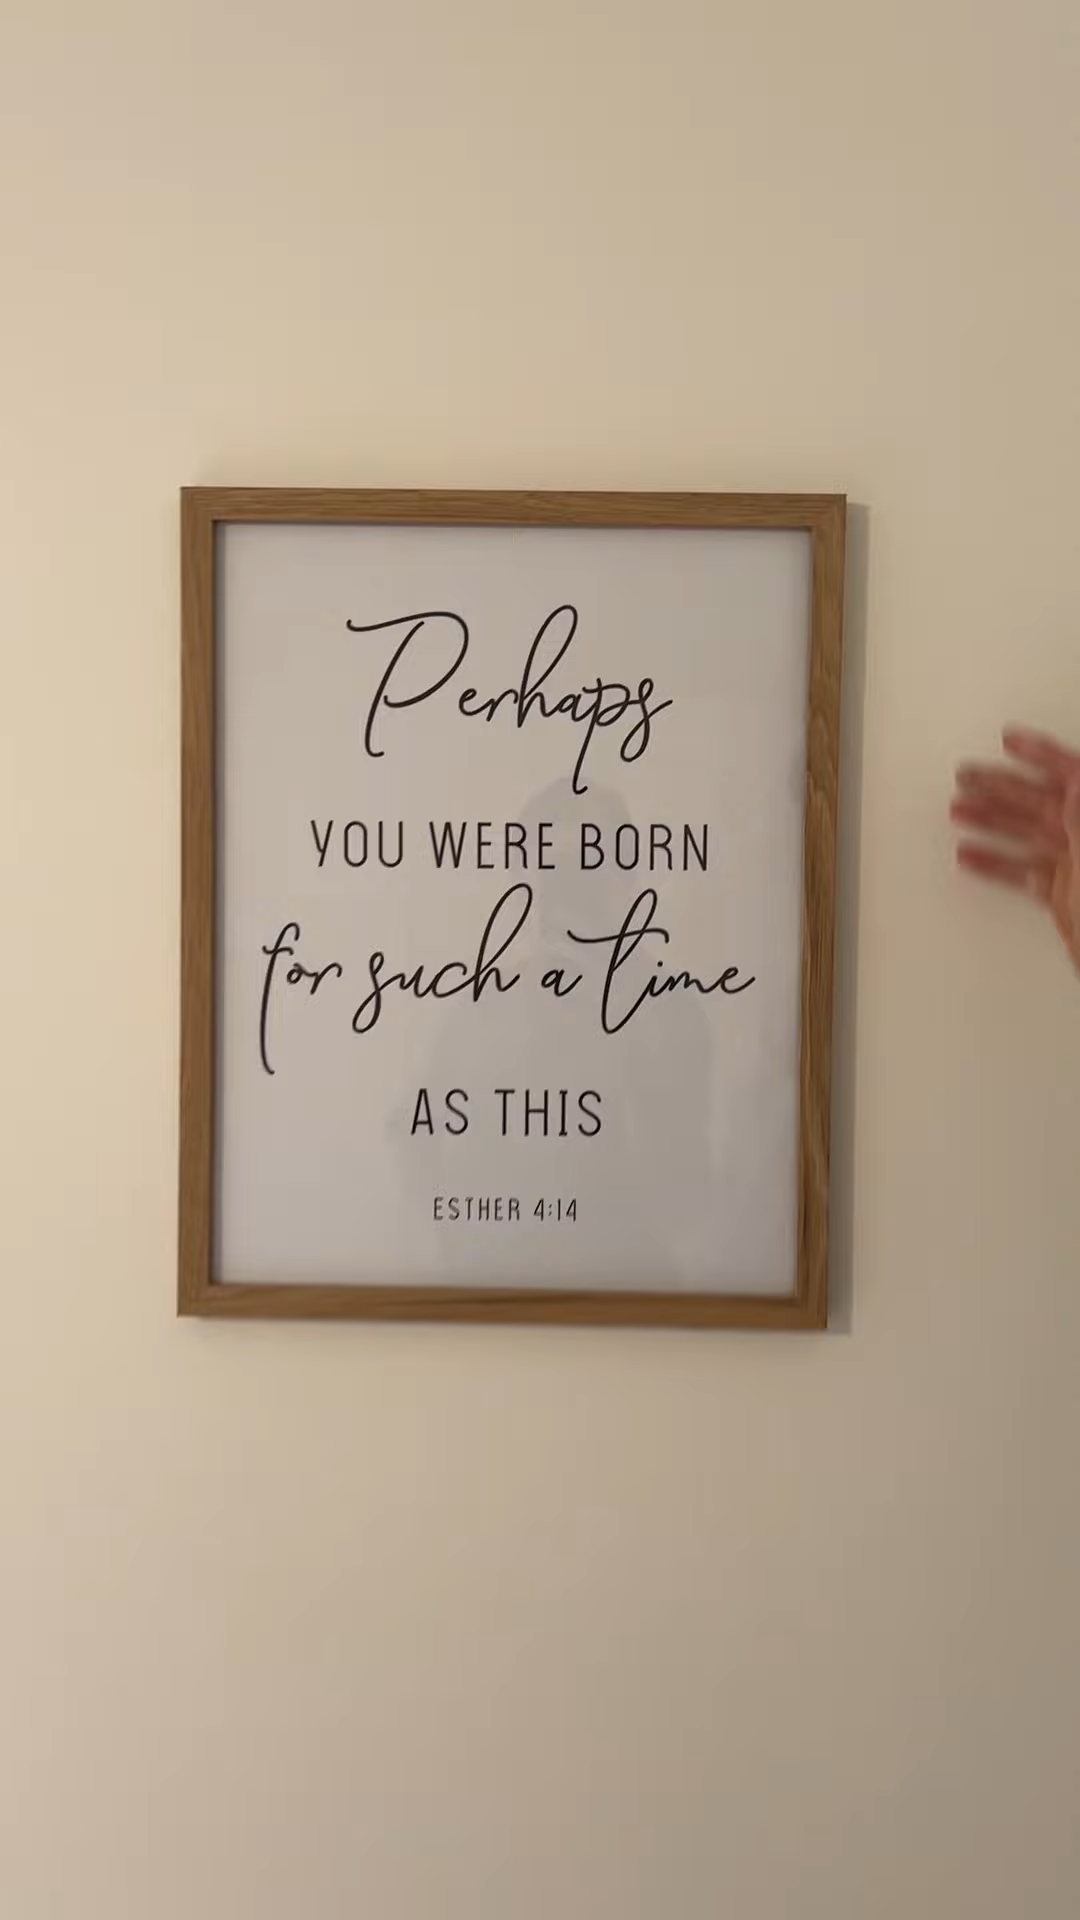 Perhaps
YOU WERE BORN
for such a time
AS THIS
ESTHER 4:14